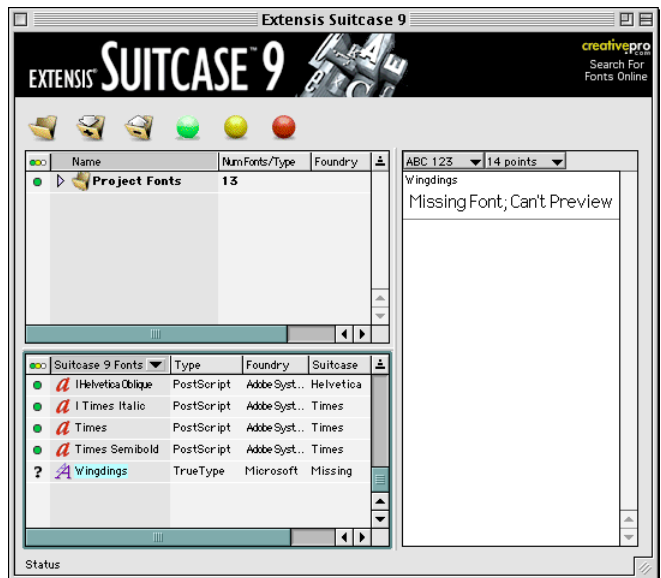 Extensis Suitcase 9
EXTENSIS® SUITCASE™ 9
creativepro
.com
Search For
Fonts Online
Name NumFonts/Type Foundry
Project Fonts 13
ABC 123 14 points
Wingdings
Missing Font; Can't Preview
Suitcase 9 Fonts Type Foundry Suitcase
I Helvetica Oblique PostScript Adobe Syst... Helvetica
I Times Italic PostScript Adobe Syst... Times
Times PostScript Adobe Syst... Times
Times Semibold PostScript Adobe Syst... Times
? Wingdings TrueType Microsoft Missing
Status